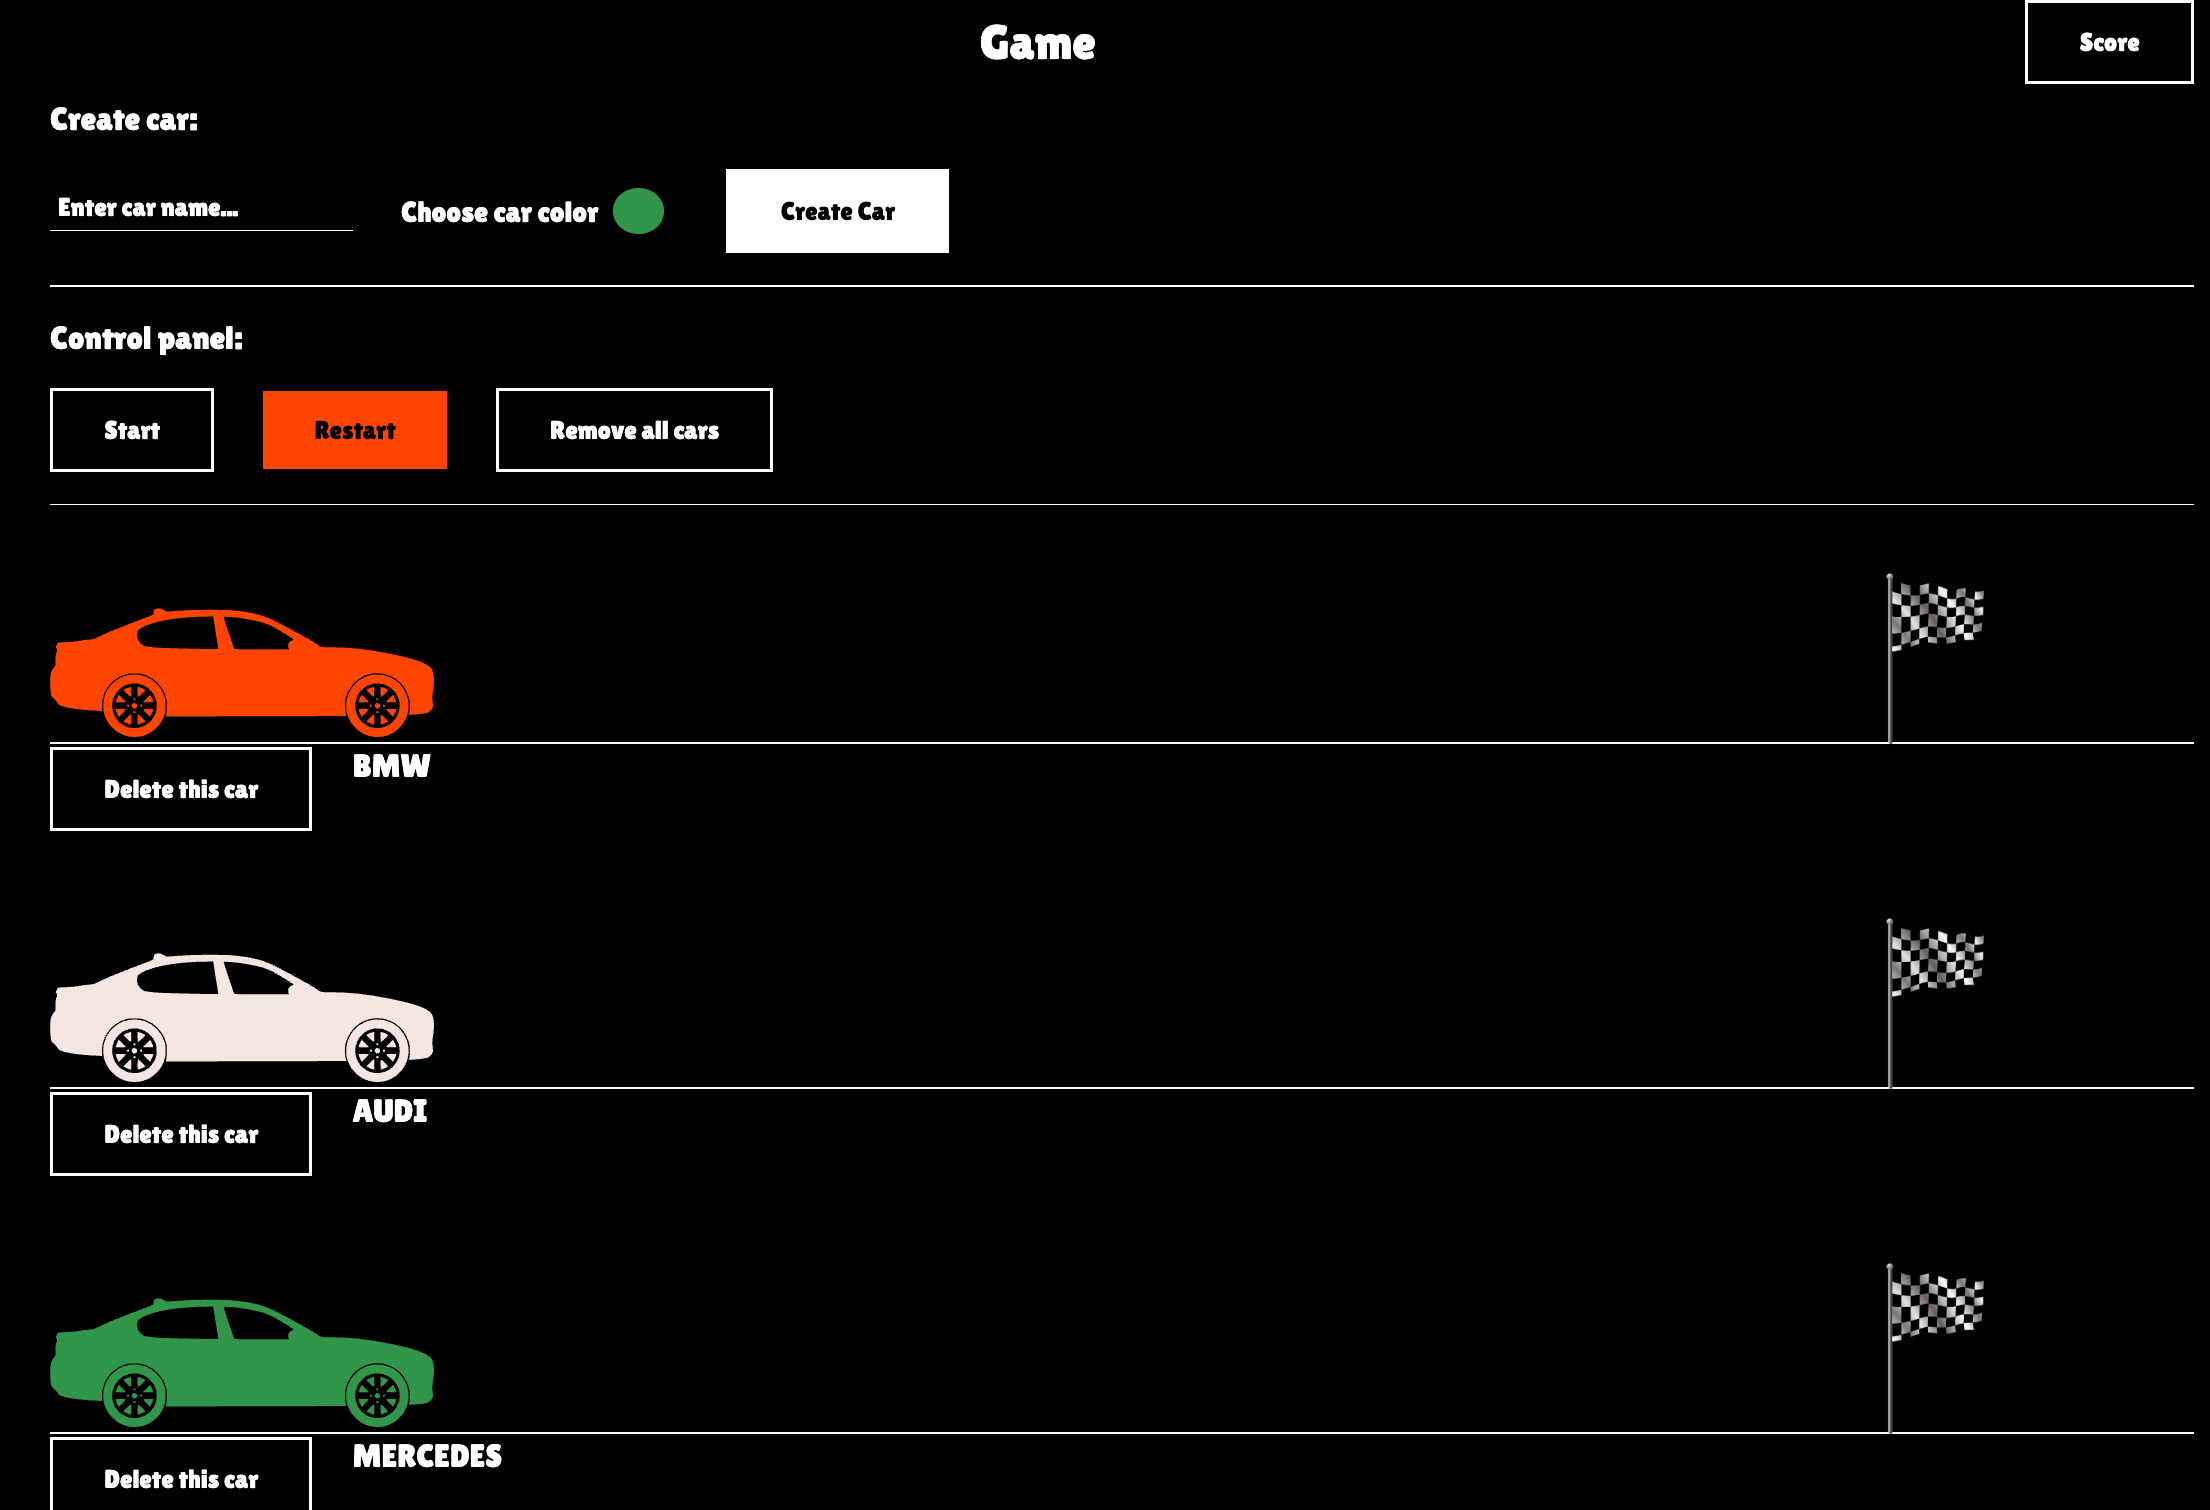 Game
Score
Create car:
Enter car name...
Choose car color
Create Car
Control panel:
Start
Restart
Remove all cars
BMW
Delete this car
AUDI
Delete this car
MERCEDES
Delete this car